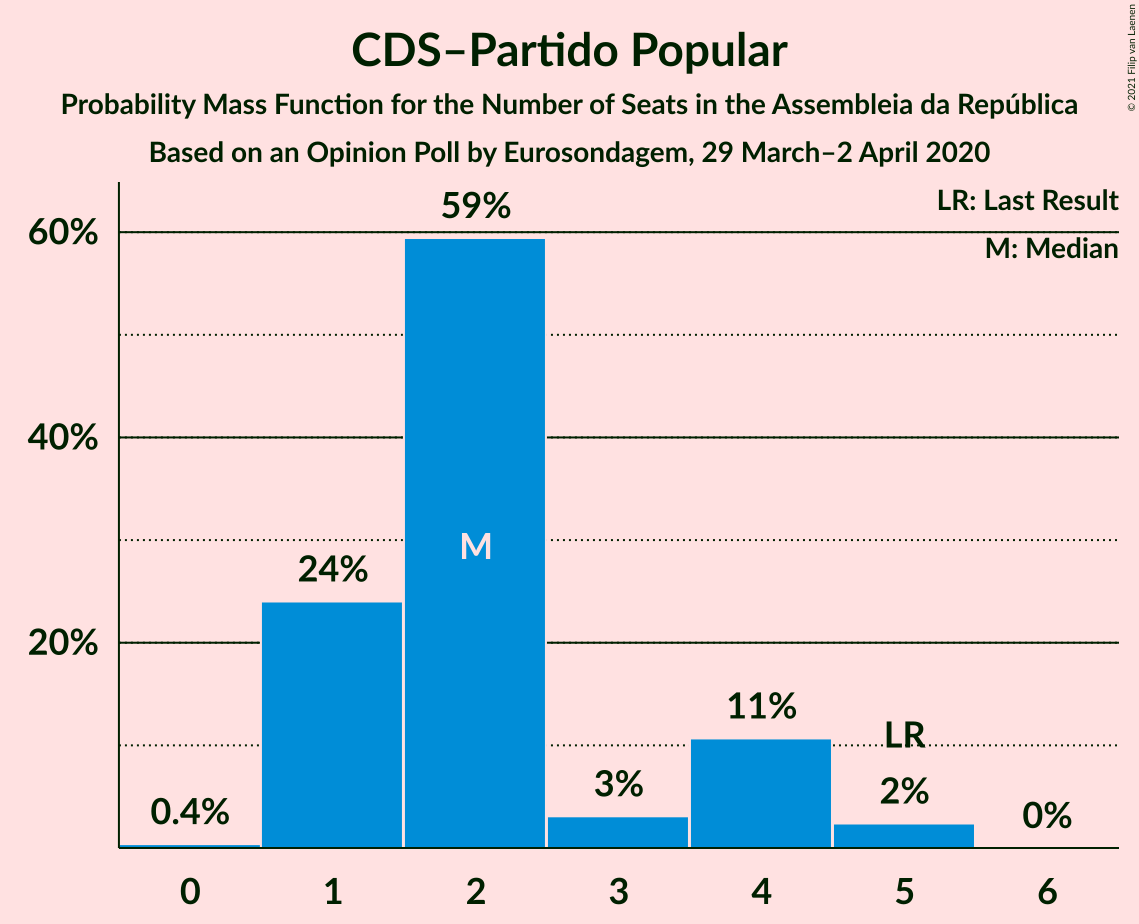 CDS–Partido Popular
Probability Mass Function for the Number of Seats in the Assembleia da República
Based on an Opinion Poll by Eurosondagem, 29 March–2 April 2020
© 2021 Filip van Laenen
LR: Last Result
M: Median
60%
40%
20%
0.4%
24%
59%
M
3%
11%
LR
2%
0%
0 1 2 3 4 5 6